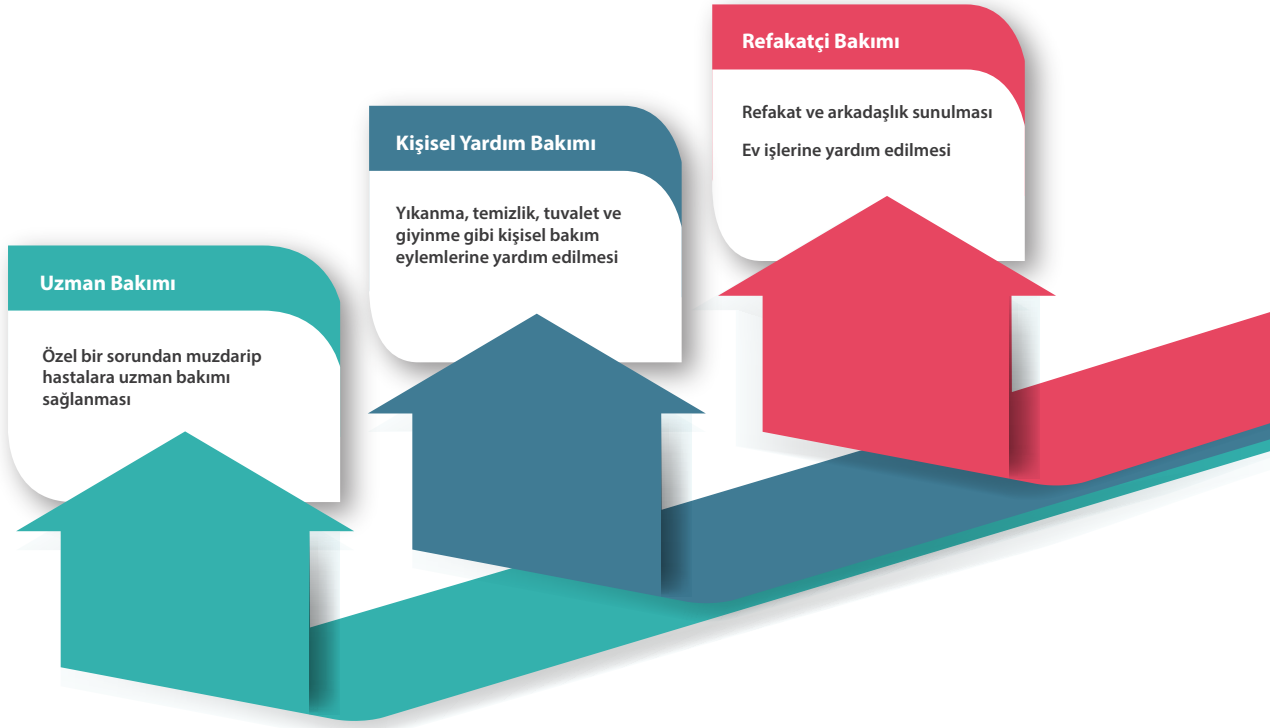 Uzman Bakımı
Özel bir sorundan muzdarip
hastalara uzman bakımı
sağlanması
Kişisel Yardım Bakımı
Yıkanma, temizlik, tuvalet ve
giyinme gibi kişisel bakım
eylemlerine yardım edilmesi
Refakatçi Bakımı
Refakat ve arkadaşlık sunulması
Ev işlerine yardım edilmesi